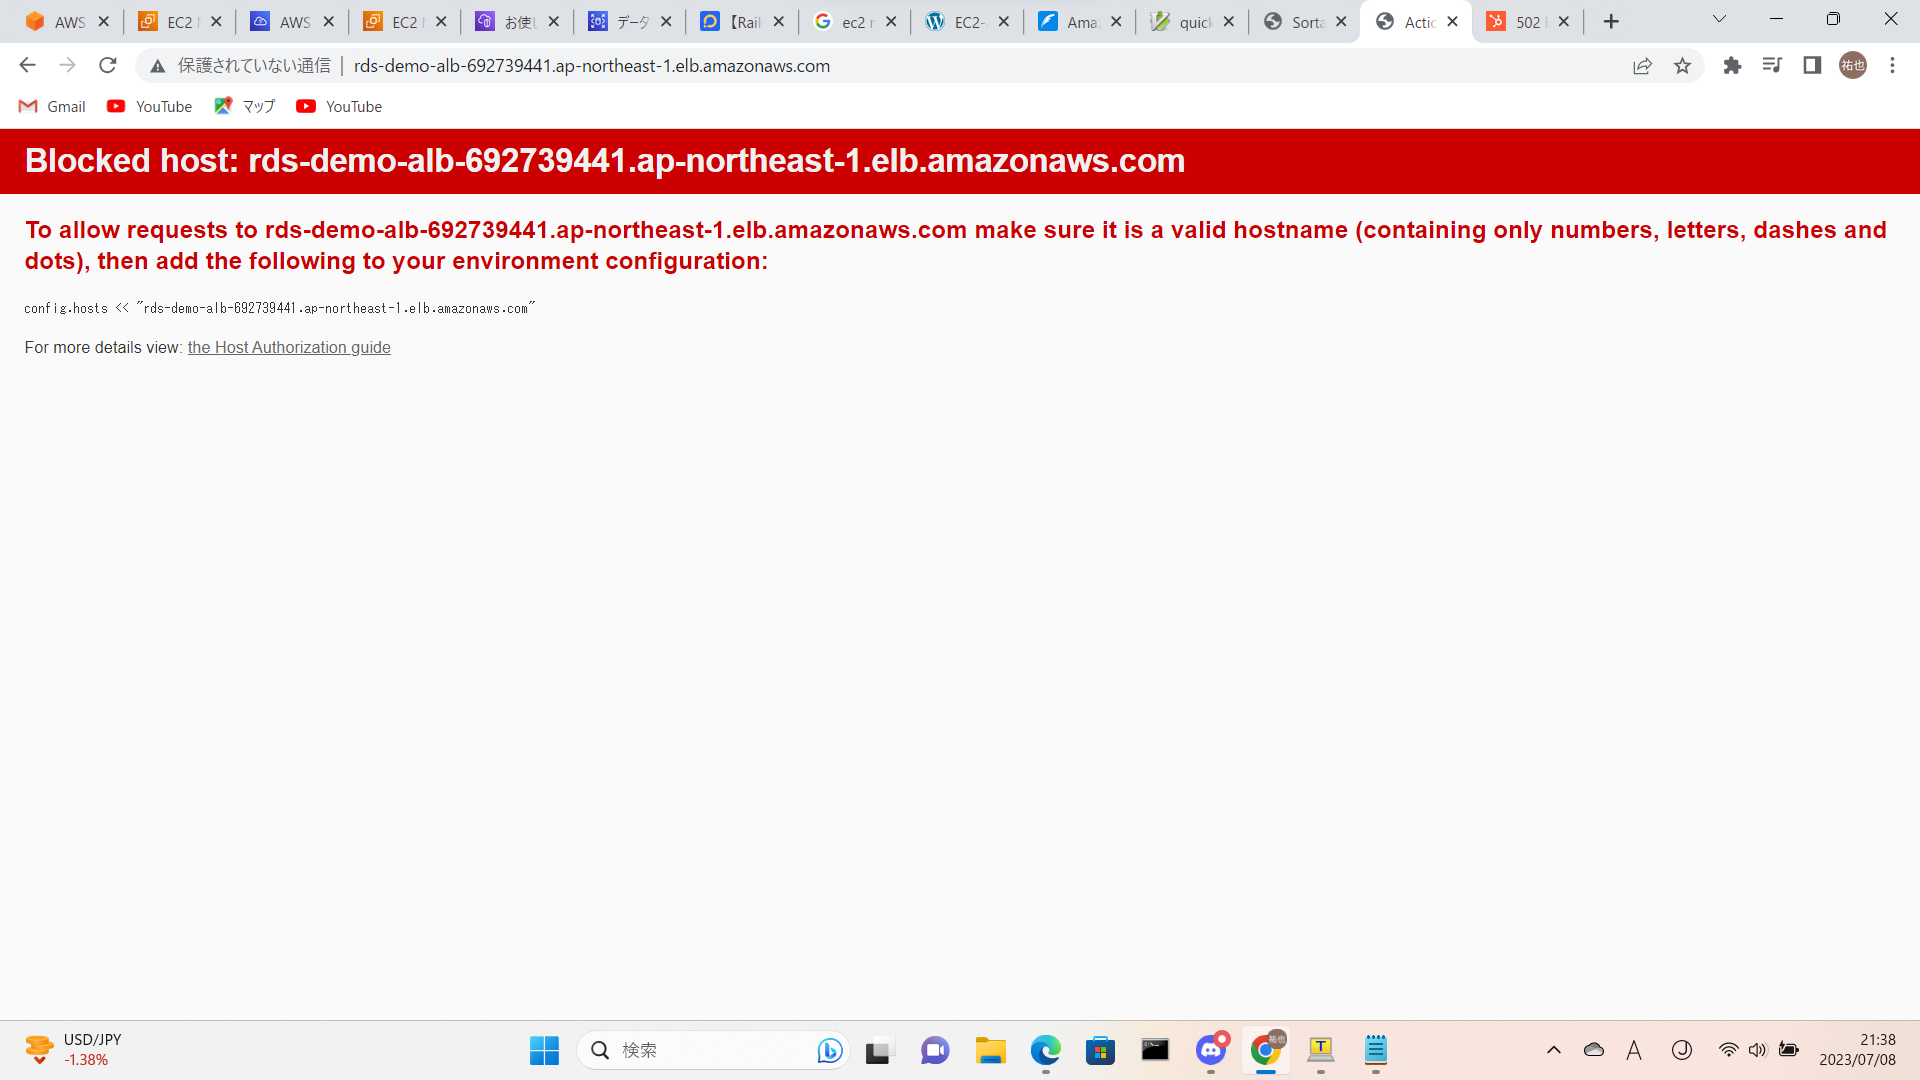 AWS
EC2
AWS
EC2
お使い
データ
【Rail
ec2 r
EC2-
Ama
quick
Sorta
Actio
502
保護されていない通信
rds-demo-alb-692739441.ap-northeast-1.elb.amazonaws.com
祐也
Gmail
YouTube
マップ
YouTube
Blocked host: rds-demo-alb-692739441.ap-northeast-1.elb.amazonaws.com
To allow requests to rds-demo-alb-692739441.ap-northeast-1.elb.amazonaws.com make sure it is a valid hostname (containing only numbers, letters, dashes and
dots), then add the following to your environment configuration:
config.hosts << "rds-demo-alb-692739441.ap-northeast-1.elb.amazonaws.com"
For more details view: the Host Authorization guide
USD/JPY
-1.38%
検索
祐也
T
A
J
21:38
2023/07/08